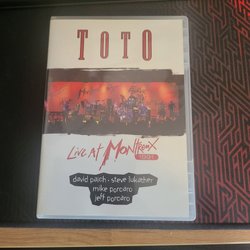 TOTO
Live At Montreux
1991
david paich · steve lukather
mike porcaro
jeff porcaro